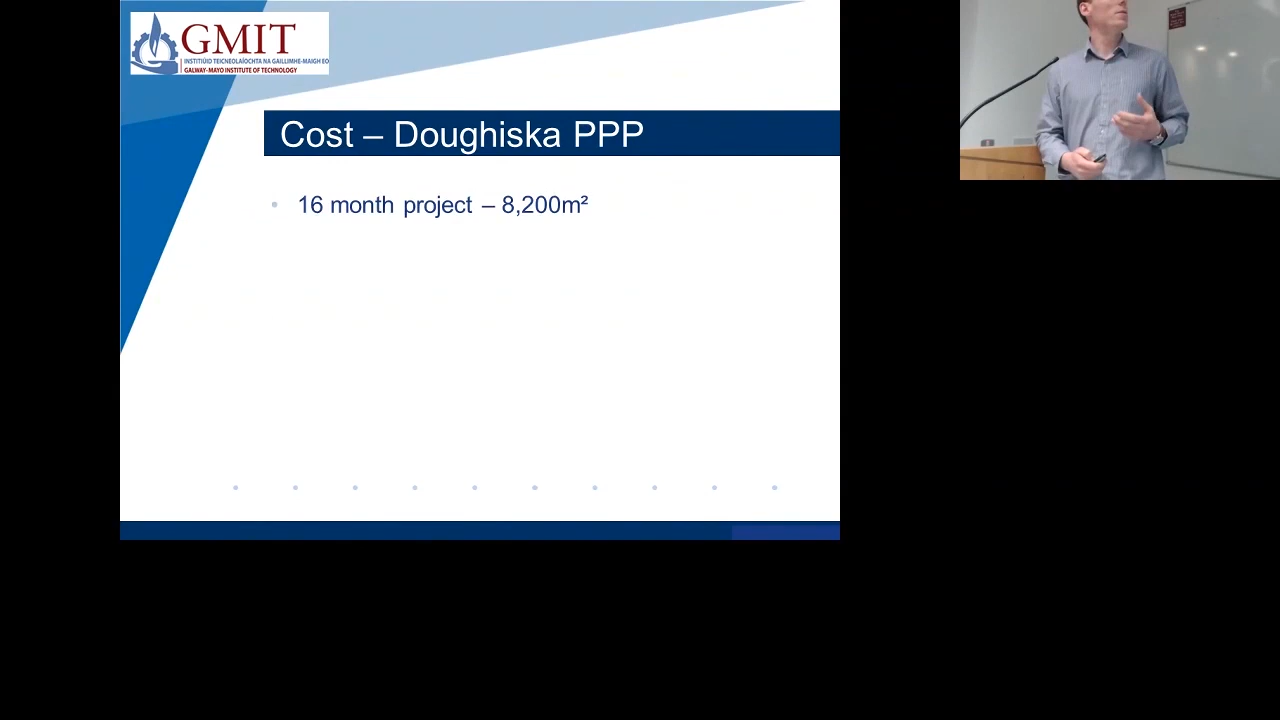 GMIT
INSTITIÚID TEICNEOLAÍOCHTA NA GAILLIMHE-MAIGH EO
GALWAY-MAYO INSTITUTE OF TECHNOLOGY
Cost – Doughiska PPP
• 16 month project – 8,200m²